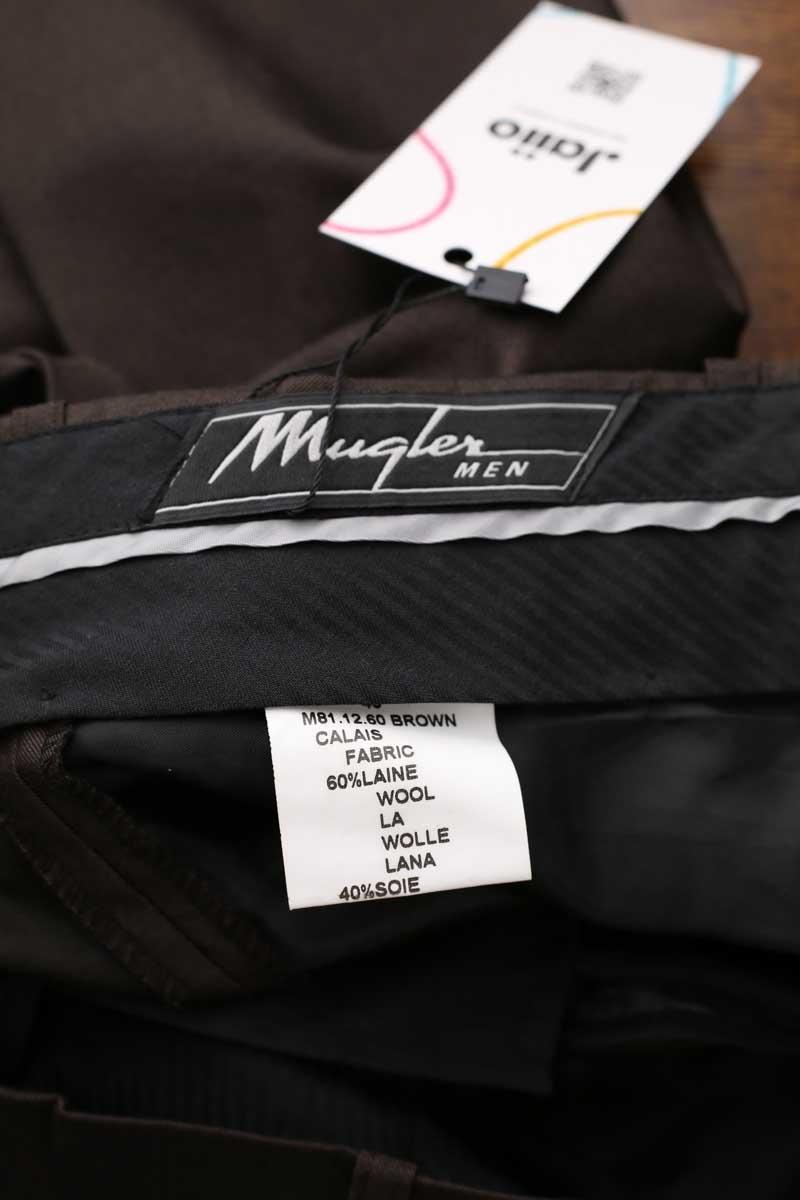 Jaiio
Mugler
MEN
M81.12.60 BROWN
CALAIS
FABRIC
60%LAINE
WOOL
LA
WOLLE
LANA
40%SOIE